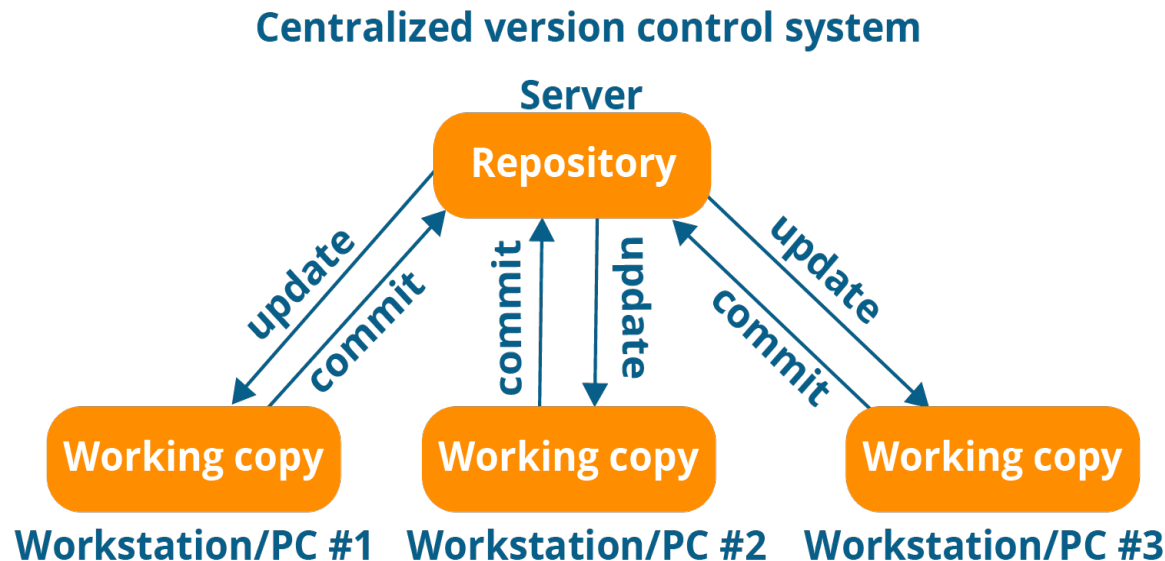 Centralized version control system
Server
Repository
update
commit
commit
update
update
commit
Working copy
Working copy
Working copy
Workstation/PC #1
Workstation/PC #2
Workstation/PC #3